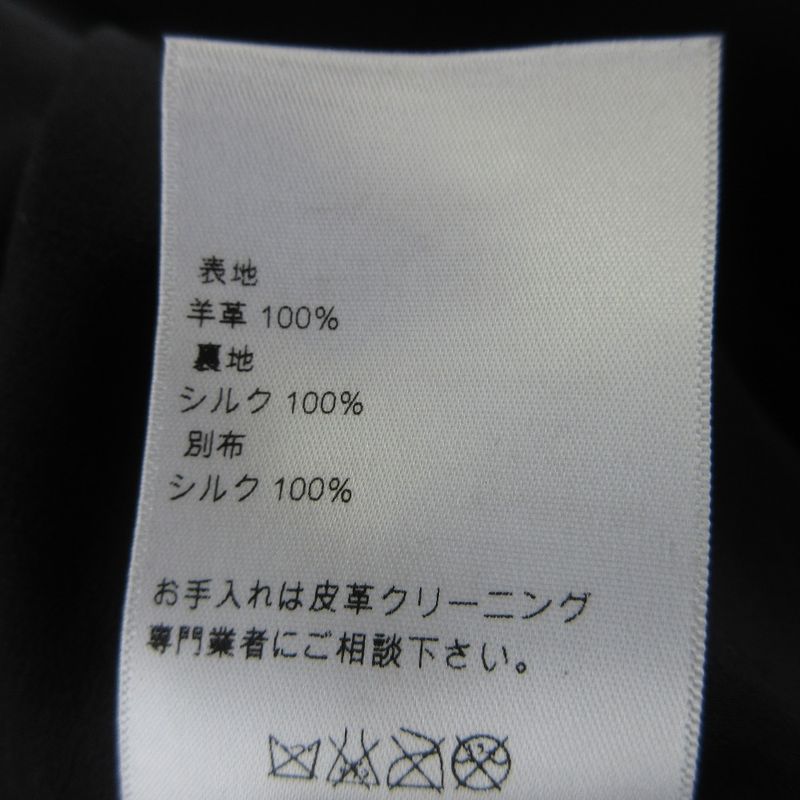 表地
羊革 100%
裏地
シルク 100%
別布
シルク 100%
お手入れは皮革クリーニング
専門業者にご相談下さい。